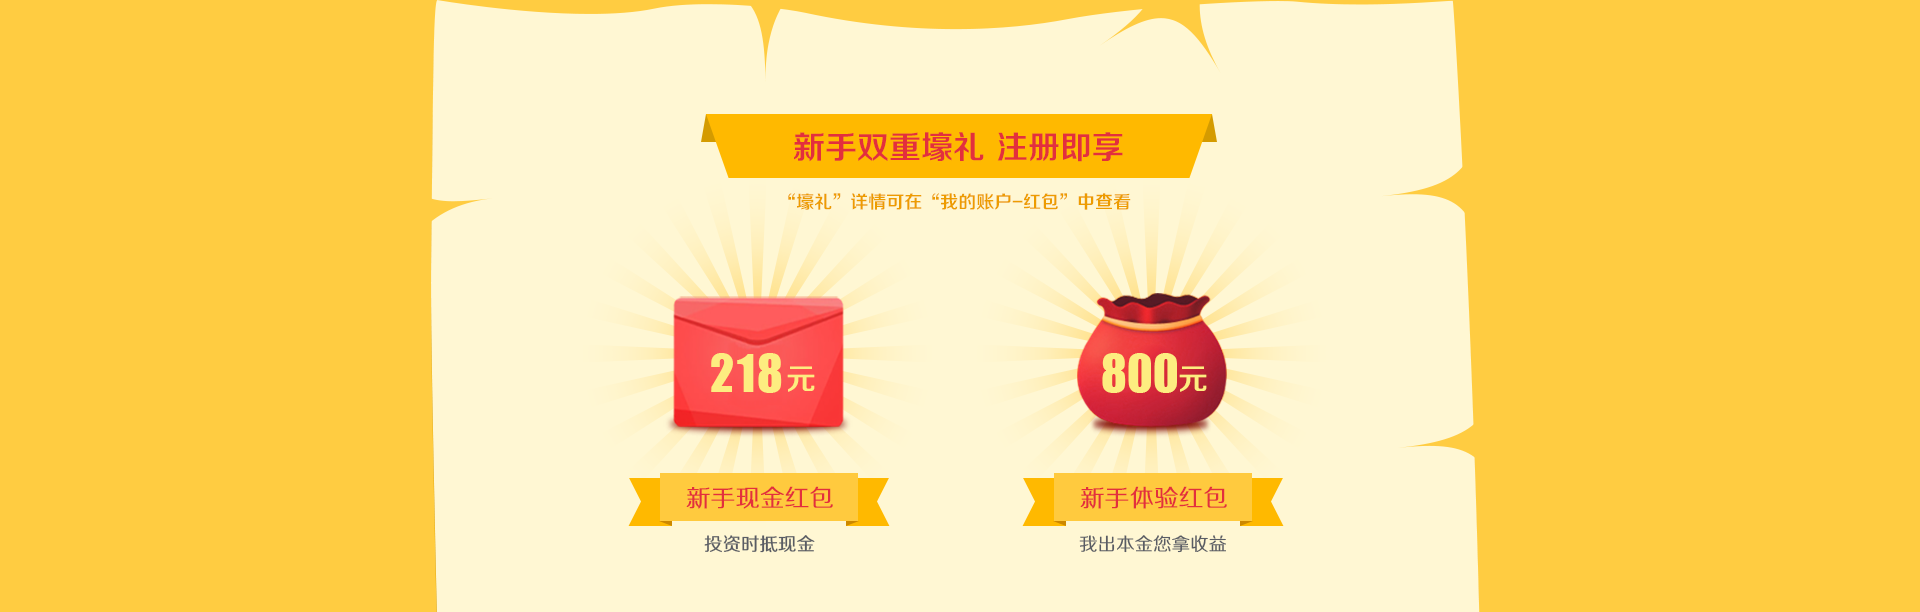 新手双重壕礼 注册即享
“壕礼”详情可在“我的账户-红包”中查看
218元
800元
新手现金红包
新手体验红包
投资时抵现金
我出本金您拿收益